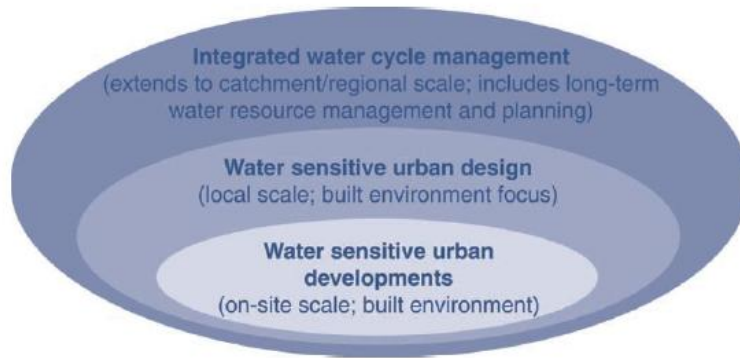 Integrated water cycle management
(extends to catchment/regional scale; includes long-term
water resource management and planning)
Water sensitive urban design
(local scale; built environment focus)
Water sensitive urban
developments
(on-site scale; built environment)